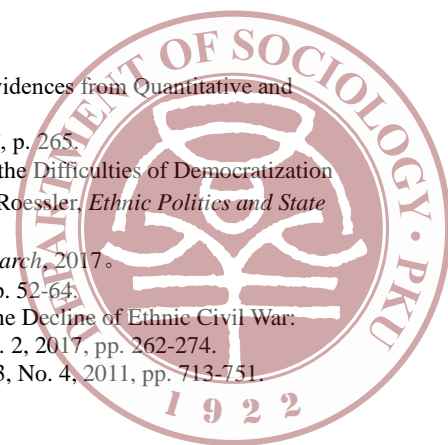 DEPARTMENT OF SOCIOLOGY · PKU
vidences from Quantitative and
, p. 265.
the Difficulties of Democratization
Roessler, Ethnic Politics and State
arch, 2017。
p. 52-64.
he Decline of Ethnic Civil War:
. 2, 2017, pp. 262-274.
3, No. 4, 2011, pp. 713-751.
1922